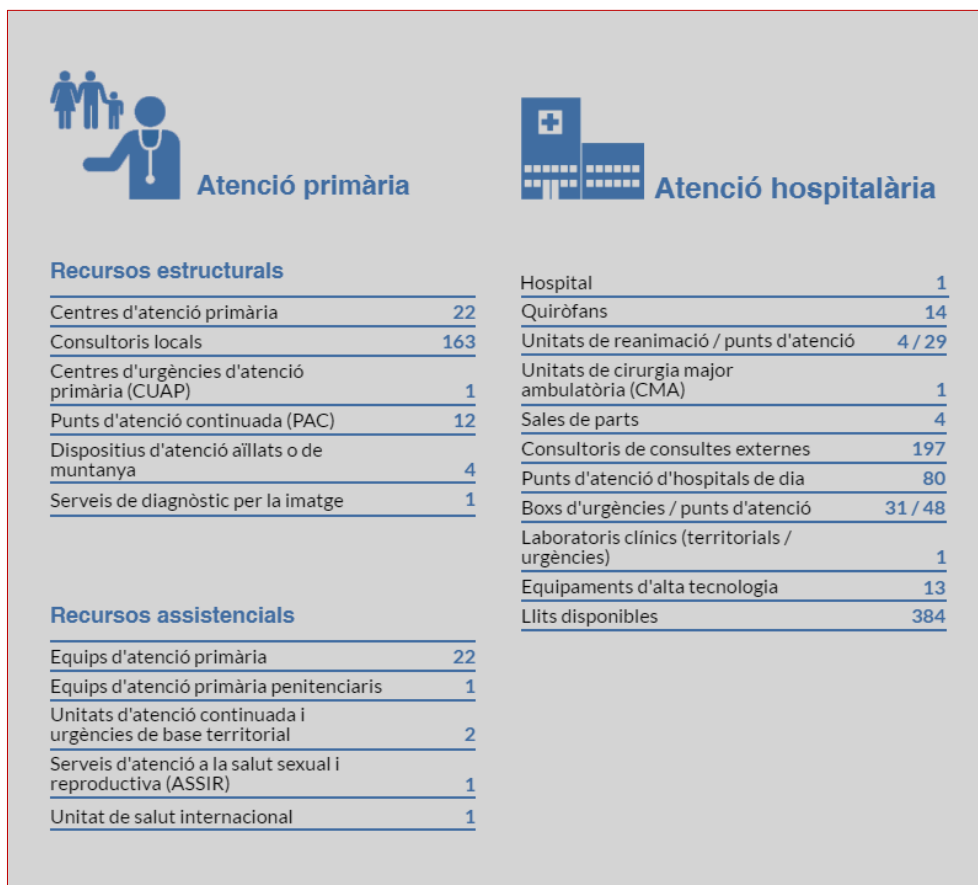 Atenció primària
Recursos estructurals
Centres d'atenció primària 22
Consultoris locals 163
Centres d'urgències d'atenció
primària (CUAP) 1
Punts d'atenció continuada (PAC) 12
Dispositius d'atenció aïllats o de
muntanya 4
Serveis de diagnòstic per la imatge 1
Recursos assistencials
Equips d'atenció primària 22
Equips d'atenció primària penitenciaris 1
Unitats d'atenció continuada i
urgències de base territorial 2
Serveis d'atenció a la salut sexual i
reproductiva (ASSIR) 1
Unitat de salut internacional 1
Atenció hospitalària
Hospital 1
Quiròfans 14
Unitats de reanimació / punts d'atenció 4 / 29
Unitats de cirurgia major
ambulatòria (CMA) 1
Sales de parts 4
Consultoris de consultes externes 197
Punts d'atenció d'hospitals de dia 80
Boxs d'urgències / punts d'atenció 31 / 48
Laboratoris clínics (territorials /
urgències) 1
Equipaments d'alta tecnologia 13
Llits disponibles 384